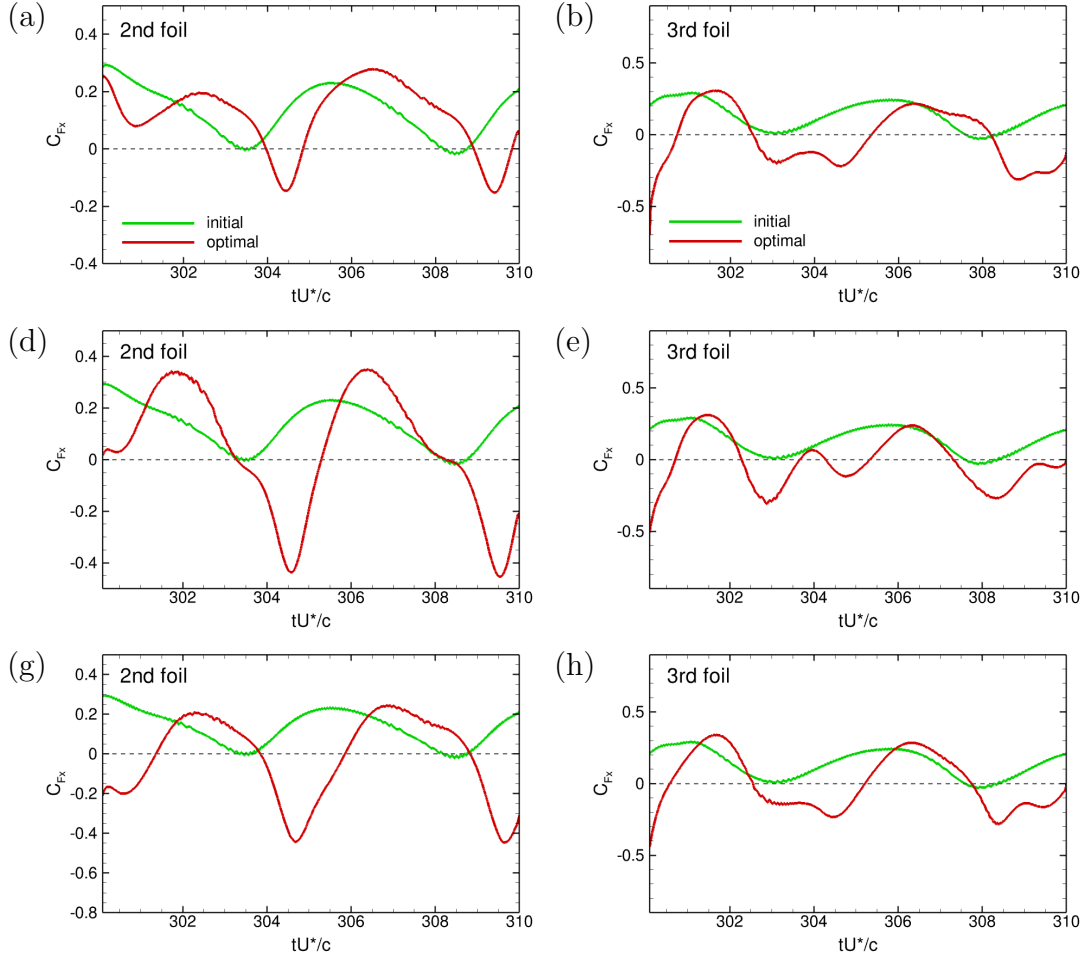 (a)
2nd foil
0.4
0.2
0
-0.2
-0.4
C_Fx
initial
optimal
302
304
306
308
310
tU*/c
(b)
3rd foil
0.5
0
-0.5
C_Fx
initial
optimal
302
304
306
308
310
tU*/c
(d)
2nd foil
0.4
0.2
0
-0.2
-0.4
C_Fx
302
304
306
308
310
tU*/c
(e)
3rd foil
0.5
0
-0.5
C_Fx
302
304
306
308
310
tU*/c
(g)
2nd foil
0.4
0.2
0
-0.2
-0.4
-0.6
-0.8
C_Fx
302
304
306
308
310
tU*/c
(h)
3rd foil
0.5
0
-0.5
C_Fx
302
304
306
308
310
tU*/c